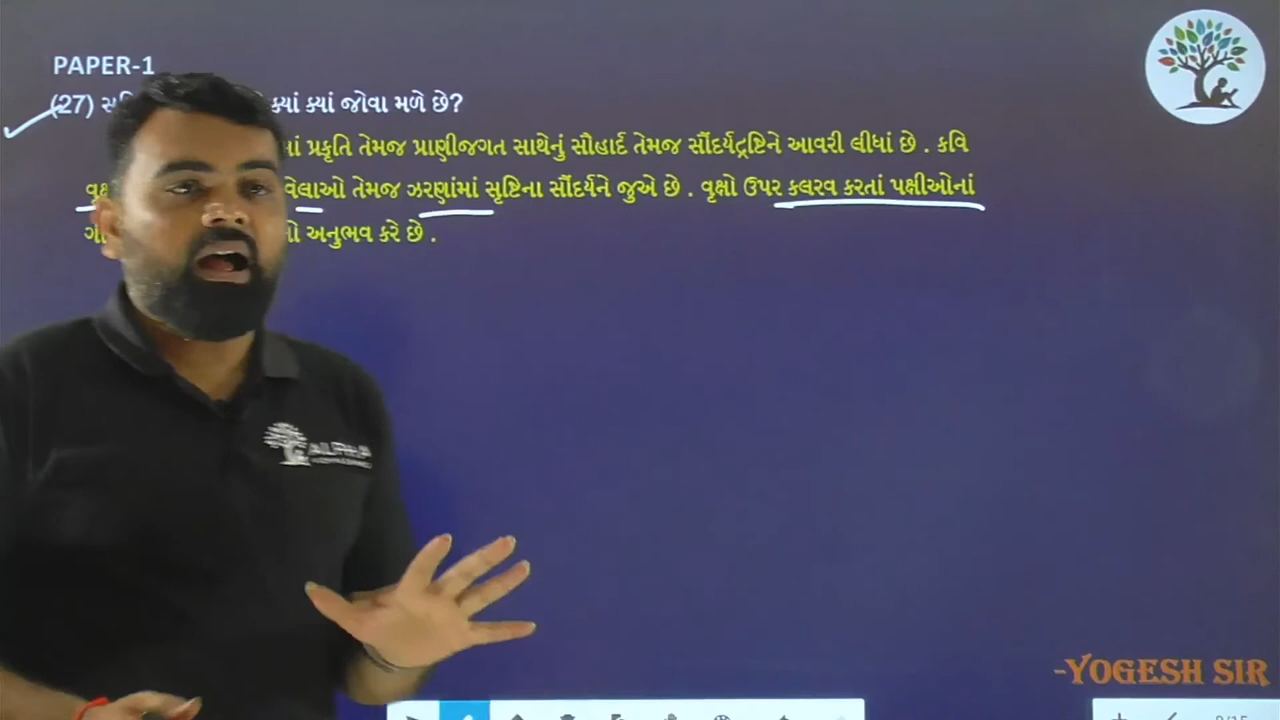 PAPER-1
(27) ક્યાં ક્યાં જોવા મળે છે?
પ્રકૃતિ તેમજ પ્રાણીજગત સાથેનું સૌહાર્દ તેમજ સૌંદર્યદ્રષ્ટિને આવરી લીધાં છે . કવિ
તેમજ ઝરણાંમાં સૃષ્ટિના સૌંદર્યને જુએ છે . વૃક્ષો ઉપર કલરવ કરતાં પક્ષીઓનાં
અનુભવ કરે છે .
ALPHA
-YOGESH SIR